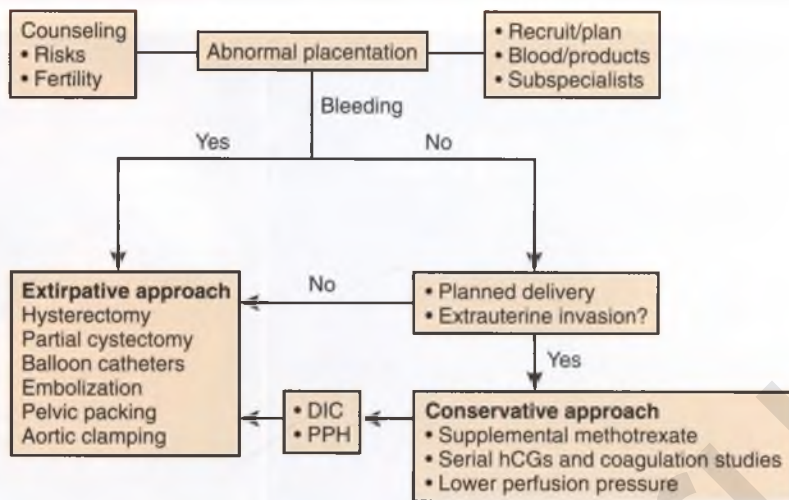 Counseling
• Risks
• Fertility
Abnormal placentation
• Recruit/plan
• Blood/products
• Subspecialists
Bleeding
Yes
No
Extirpative approach
Hysterectomy
Partial cystectomy
Balloon catheters
Embolization
Pelvic packing
Aortic clamping
No
• Planned delivery
• Extrauterine invasion?
Yes
• DIC
• PPH
Conservative approach
• Supplemental methotrexate
• Serial hCGs and coagulation studies
• Lower perfusion pressure